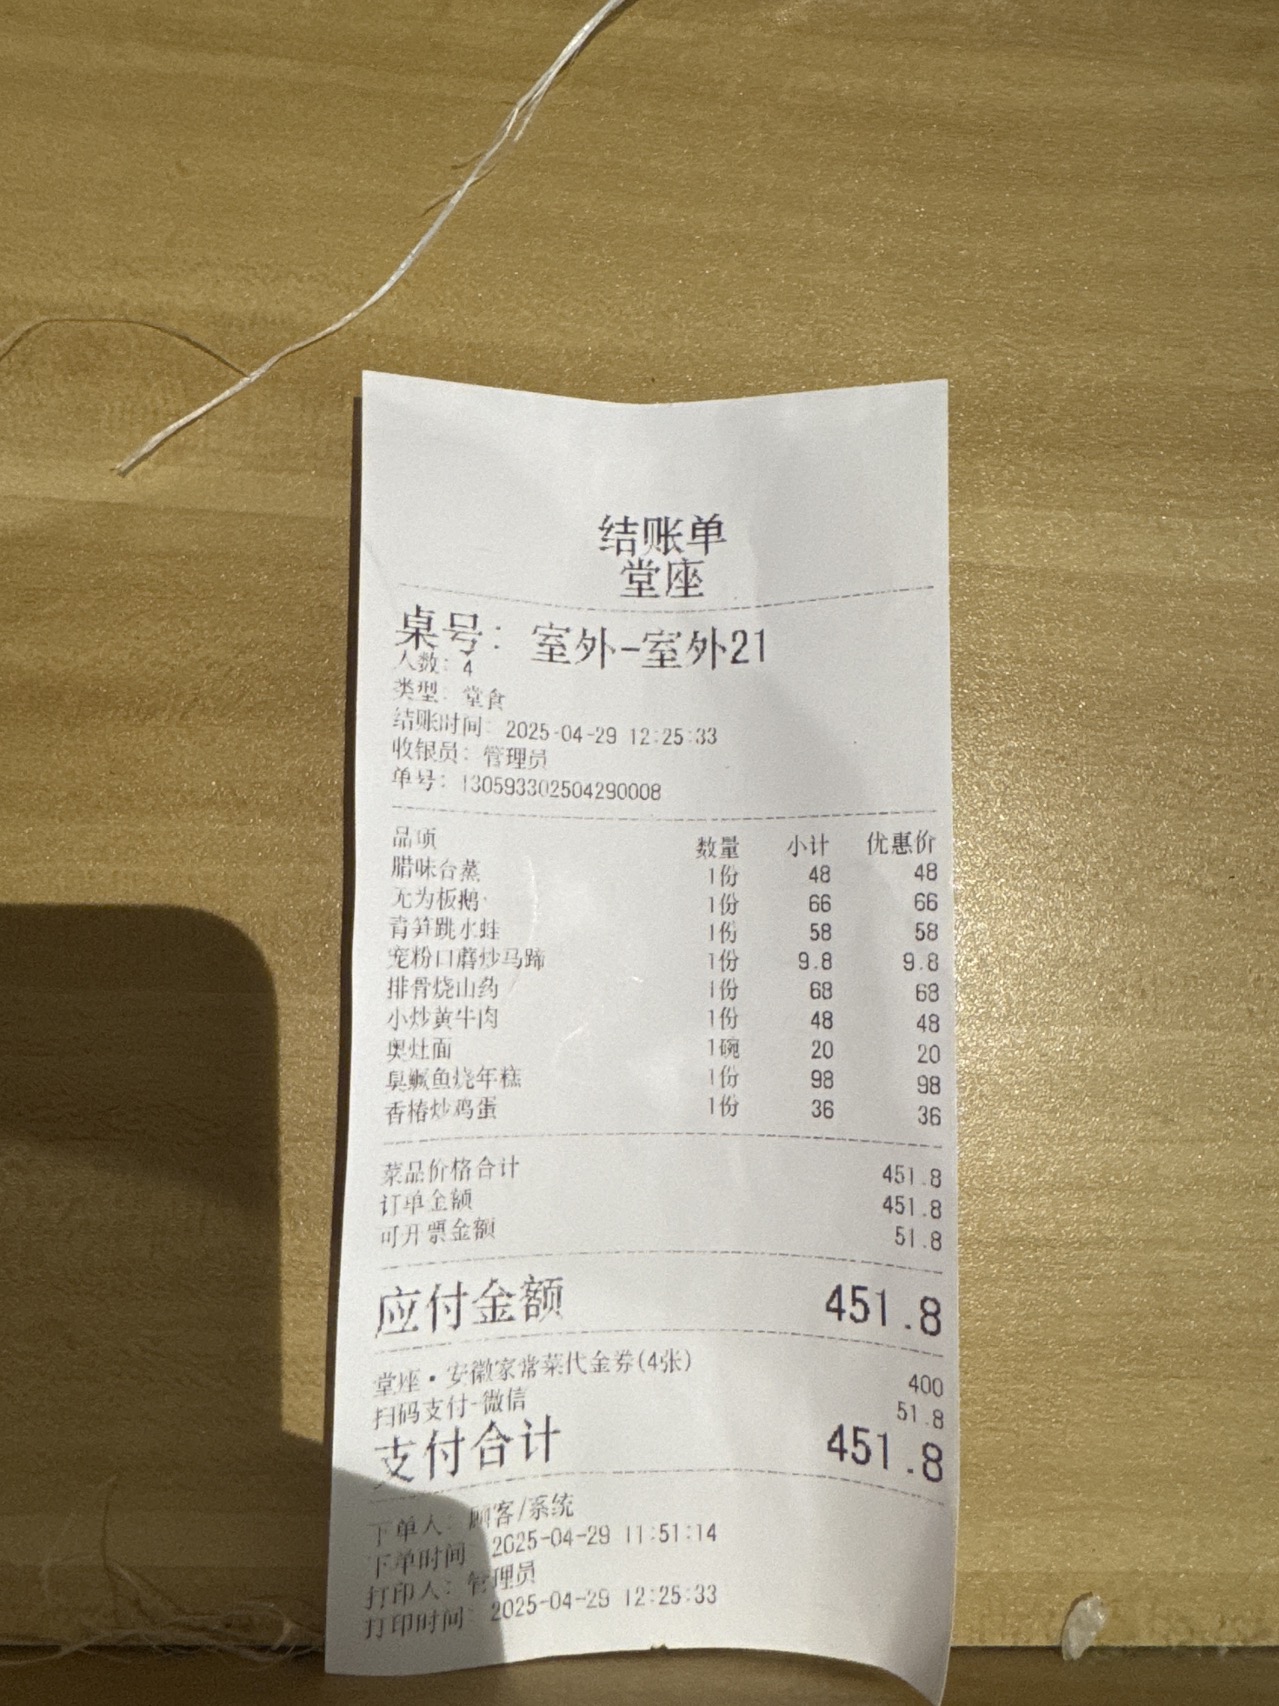 结账单
堂座
桌号: 室外-室外21
人数: 4
类型: 堂食
结账时间: 2025-04-29 12:25:33
收银员: 管理员
单号: 130593302504290008
品项 数量 小计 优惠价
腊味合蒸 1份 48 48
无为板鹅 1份 66 66
青笋跳水蛙 1份 58 58
宠粉口蘑炒马蹄 1份 9.8 9.8
排骨烧山药 1份 68 68
小炒黄牛肉 1份 48 48
奥灶面 1碗 20 20
臭鳜鱼烧年糕 1份 98 98
香椿炒鸡蛋 1份 36 36
菜品价格合计 451.8
订单金额 451.8
可开票金额 51.8
应付金额 451.8
堂座·安徽家常菜代金券(4张) 400
扫码支付-微信 51.8
支付合计 451.8
下单人: 顾客/系统
下单时间: 2025-04-29 11:51:14
打印人: 管理员
打印时间: 2025-04-29 12:25:33